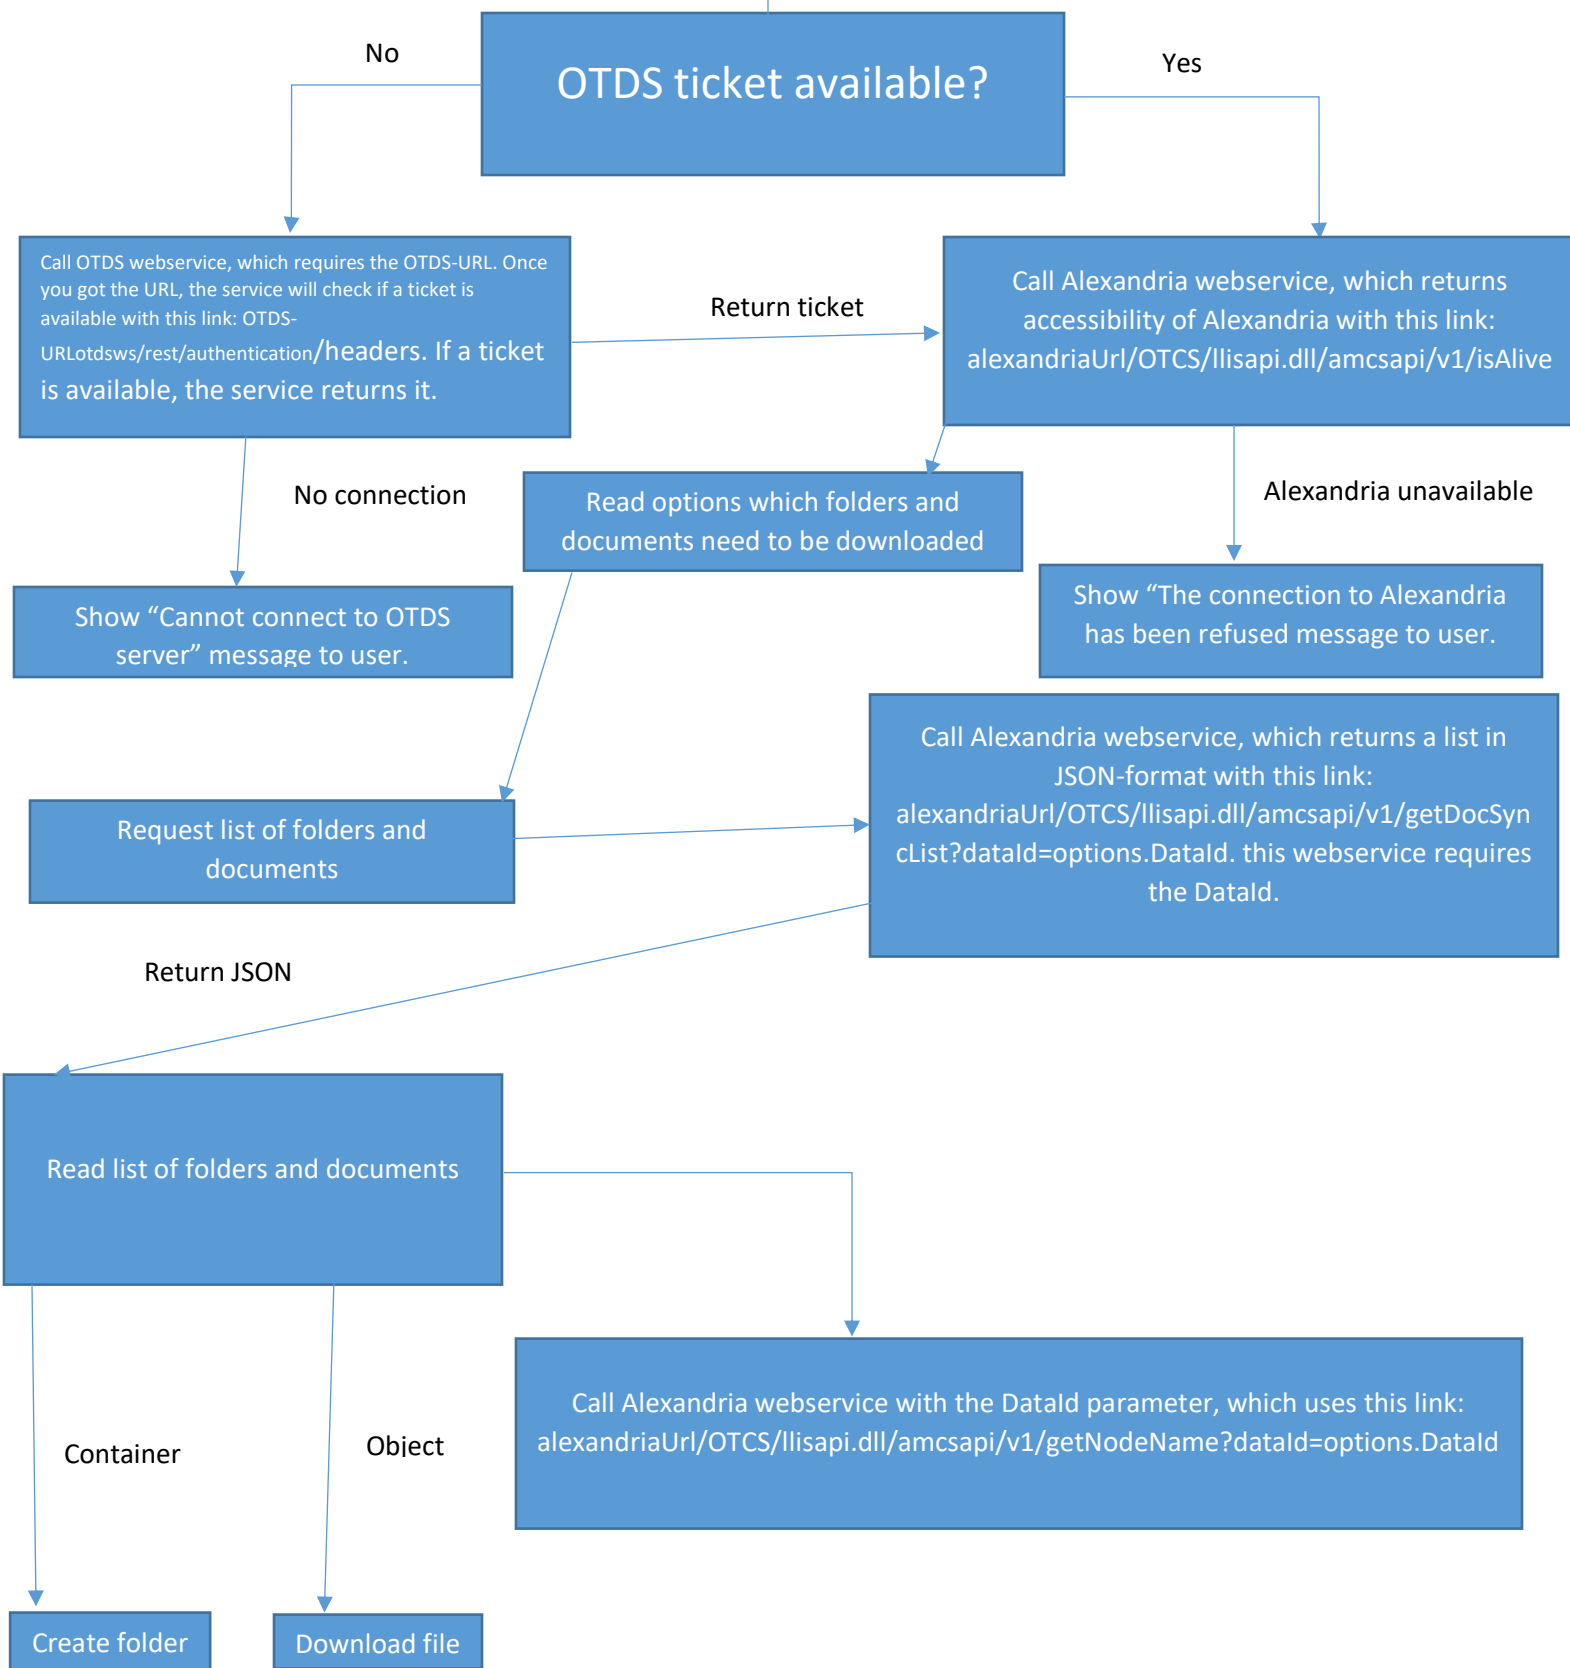 No
OTDS ticket available?
Yes
Call OTDS webservice, which requires the OTDS-URL. Once
you got the URL, the service will check if a ticket is
available with this link: OTDS-
URLotdsws/rest/authentication/headers. If a ticket
is available, the service returns it.
Return ticket
Call Alexandria webservice, which returns
accessibility of Alexandria with this link:
alexandriaUrl/OTCS/llisapi.dll/amcsapi/v1/isAlive
No connection
Read options which folders and
documents need to be downloaded
Alexandria unavailable
Show “Cannot connect to OTDS
server” message to user.
Show “The connection to Alexandria
has been refused message to user.
Call Alexandria webservice, which returns a list in
JSON-format with this link:
alexandriaUrl/OTCS/llisapi.dll/amcsapi/v1/getDocSyn
cList?dataId=options.DataId. this webservice requires
the DataId.
Request list of folders and
documents
Return JSON
Read list of folders and documents
Call Alexandria webservice with the DataId parameter, which uses this link:
alexandriaUrl/OTCS/llisapi.dll/amcsapi/v1/getNodeName?dataId=options.DataId
Container
Object
Create folder
Download file